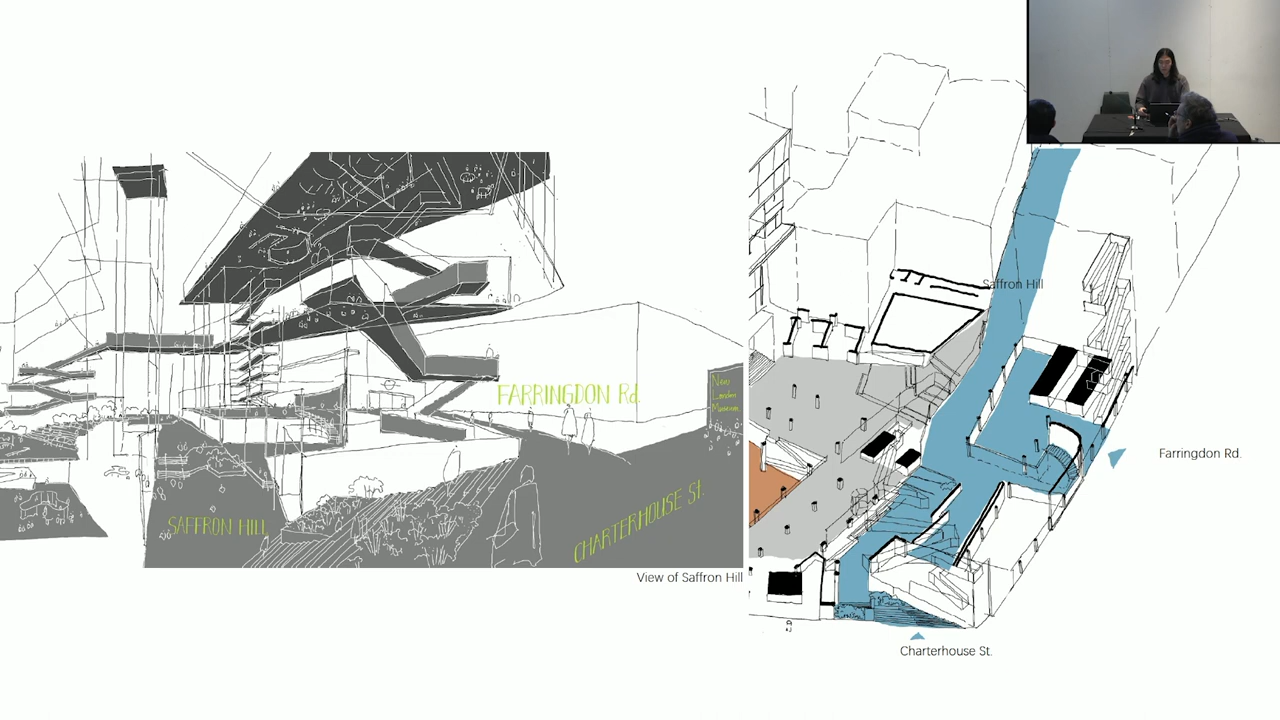 FARRINGDON Rd.
New
London
Museum
SAFFRON HILL
CHARTERHOUSE St.
View of Saffron Hill
Saffron Hill
Farringdon Rd.
Charterhouse St.